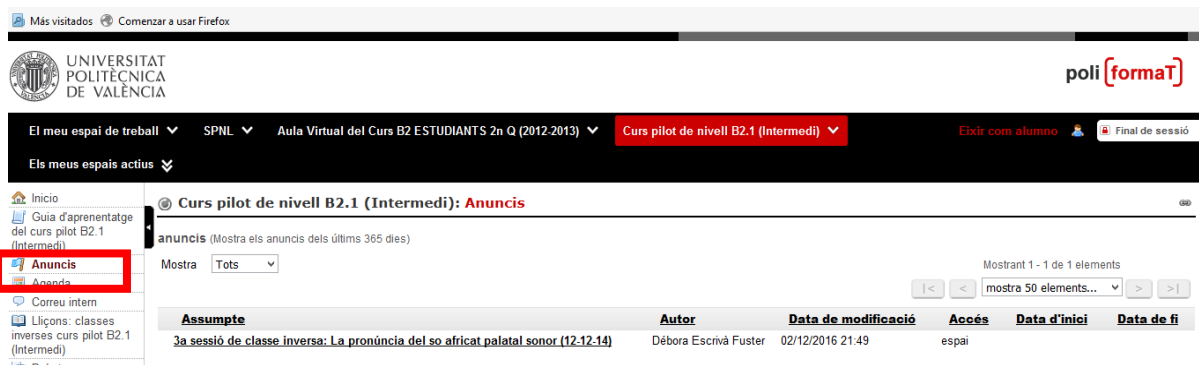 Más visitados Comenzar a usar Firefox
UNIVERSITAT
POLITÈCNICA
DE VALÈNCIA
poli[formaT]
El meu espai de treball SPNL Aula Virtual del Curs B2 ESTUDIANTS 2n Q (2012-2013) Curs pilot de nivell B2.1 (Intermedi) Eixir com alumno Final de sessió
Els meus espais actius
Inicio
Guia d'aprenentatge
del curs pilot B2.1
(Intermedi)
Anuncis
Agenda
Correu intern
Lliçons: classes
inverses curs pilot B2.1
(Intermedi)
Curs pilot de nivell B2.1 (Intermedi): Anuncis
anuncis (Mostra els anuncis dels últims 365 dies)
Mostra Tots
Mostrant 1 - 1 de 1 elements
|< < mostra 50 elements... > >|
Assumpte Autor Data de modificació Accés Data d'inici Data de fi
3a sessió de classe inversa: La pronúncia del so africat palatal sonor (12-12-14) Débora Escrivà Fuster 02/12/2016 21:49 espai